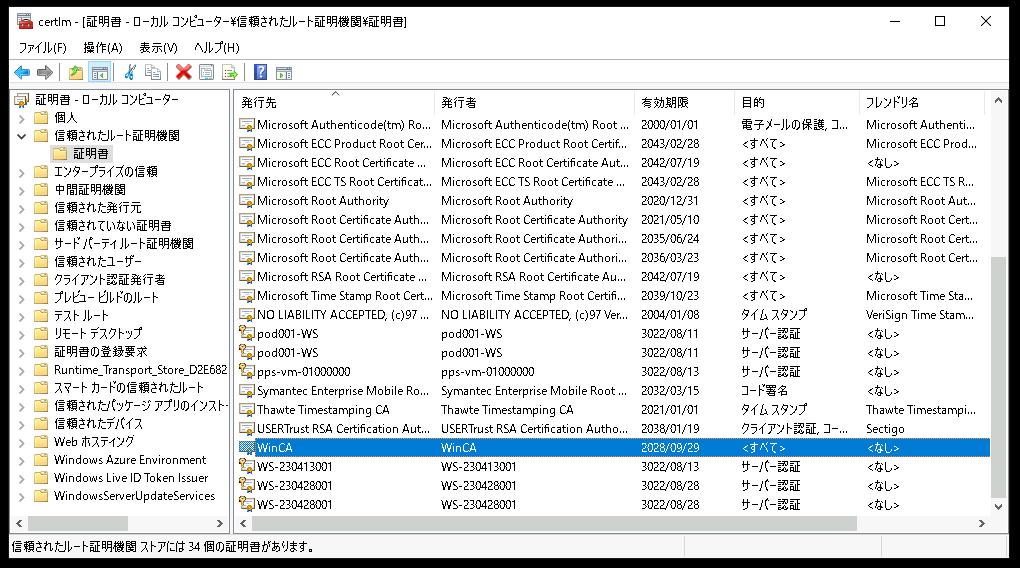 certlm - [証明書 - ローカル コンピューター¥信頼されたルート証明機関¥証明書]
ファイル(F) 操作(A) 表示(V) ヘルプ(H)
証明書 - ローカル コンピューター
個人
信頼されたルート証明機関
証明書
エンタープライズの信頼
中間証明機関
信頼された発行元
信頼されていない証明書
サードパーティ ルート証明機関
信頼されたユーザー
クライアント認証発行者
プレビュー ビルドのルート
テスト ルート
リモート デスクトップ
証明書の登録要求
Runtime_Transport_Store_D2E682
スマート カードの信頼されたルート
信頼されたパッケージ アプリのインスト
信頼されたデバイス
Web ホスティング
Windows Azure Environment
Windows Live ID Token Issuer
WindowsServerUpdateServices
発行先 発行者 有効期限 目的 フレンドリ名
Microsoft Authenticode(tm) Ro... Microsoft Authenticode(tm) Root ... 2000/01/01 電子メールの保護, コ... Microsoft Authenti...
Microsoft ECC Product Root Cer... Microsoft ECC Product Root Certif... 2043/02/28 <すべて> Microsoft ECC Prod...
Microsoft ECC Root Certificate ... Microsoft ECC Root Certificate Aut... 2042/07/19 <すべて> <なし>
Microsoft ECC TS Root Certificat... Microsoft ECC TS Root Certificate ... 2043/02/28 <すべて> Microsoft ECC TS R...
Microsoft Root Authority Microsoft Root Authority 2020/12/31 <すべて> Microsoft Root Aut...
Microsoft Root Certificate Auth... Microsoft Root Certificate Authority 2021/05/10 <すべて> Microsoft Root Cert...
Microsoft Root Certificate Auth... Microsoft Root Certificate Authori... 2035/06/24 <すべて> Microsoft Root Cert...
Microsoft Root Certificate Auth... Microsoft Root Certificate Authori... 2036/03/23 <すべて> Microsoft Root Cert...
Microsoft RSA Root Certificate ... Microsoft RSA Root Certificate Au... 2042/07/19 <すべて> <なし>
Microsoft Time Stamp Root Cert... Microsoft Time Stamp Root Certif... 2039/10/23 <すべて> Microsoft Time Sta...
NO LIABILITY ACCEPTED, (c)97 ... NO LIABILITY ACCEPTED, (c)97 Ver... 2004/01/08 タイム スタンプ VeriSign Time Stam...
pod001-WS pod001-WS 3022/08/11 サーバー認証 <なし>
pod001-WS pod001-WS 3022/08/11 サーバー認証 <なし>
pps-vm-01000000 pps-vm-01000000 3022/08/13 サーバー認証 <なし>
Symantec Enterprise Mobile Ro... Symantec Enterprise Mobile Root ... 2032/03/15 コード署名 <なし>
Thawte Timestamping CA Thawte Timestamping CA 2021/01/01 タイム スタンプ Thawte Timestampi...
USERTrust RSA Certification Aut... USERTrust RSA Certification Autho... 2038/01/19 クライアント認証, コー... Sectigo
WinCA WinCA 2028/09/29 <すべて> <なし>
WS-230413001 WS-230413001 3022/08/13 サーバー認証 <なし>
WS-230428001 WS-230428001 3022/08/28 サーバー認証 <なし>
WS-230428001 WS-230428001 3022/08/28 サーバー認証 <なし>
信頼されたルート証明機関 ストアには 34 個の証明書があります。